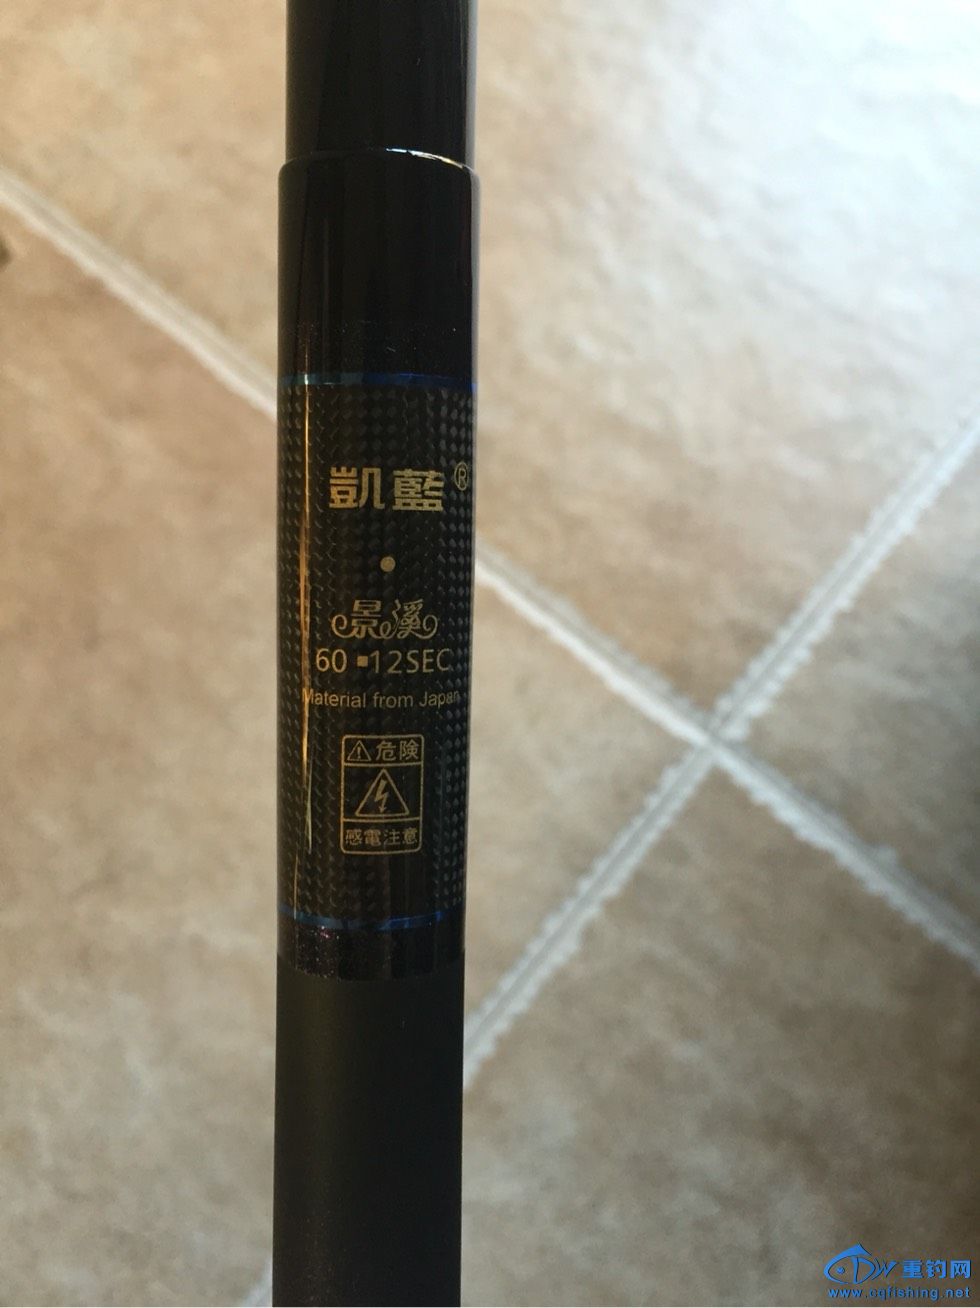 凱藍®
景溪
60 ▪12SEC
Material from Japan
⚠危険
感電注意
重钓网
www.cqfishing.net